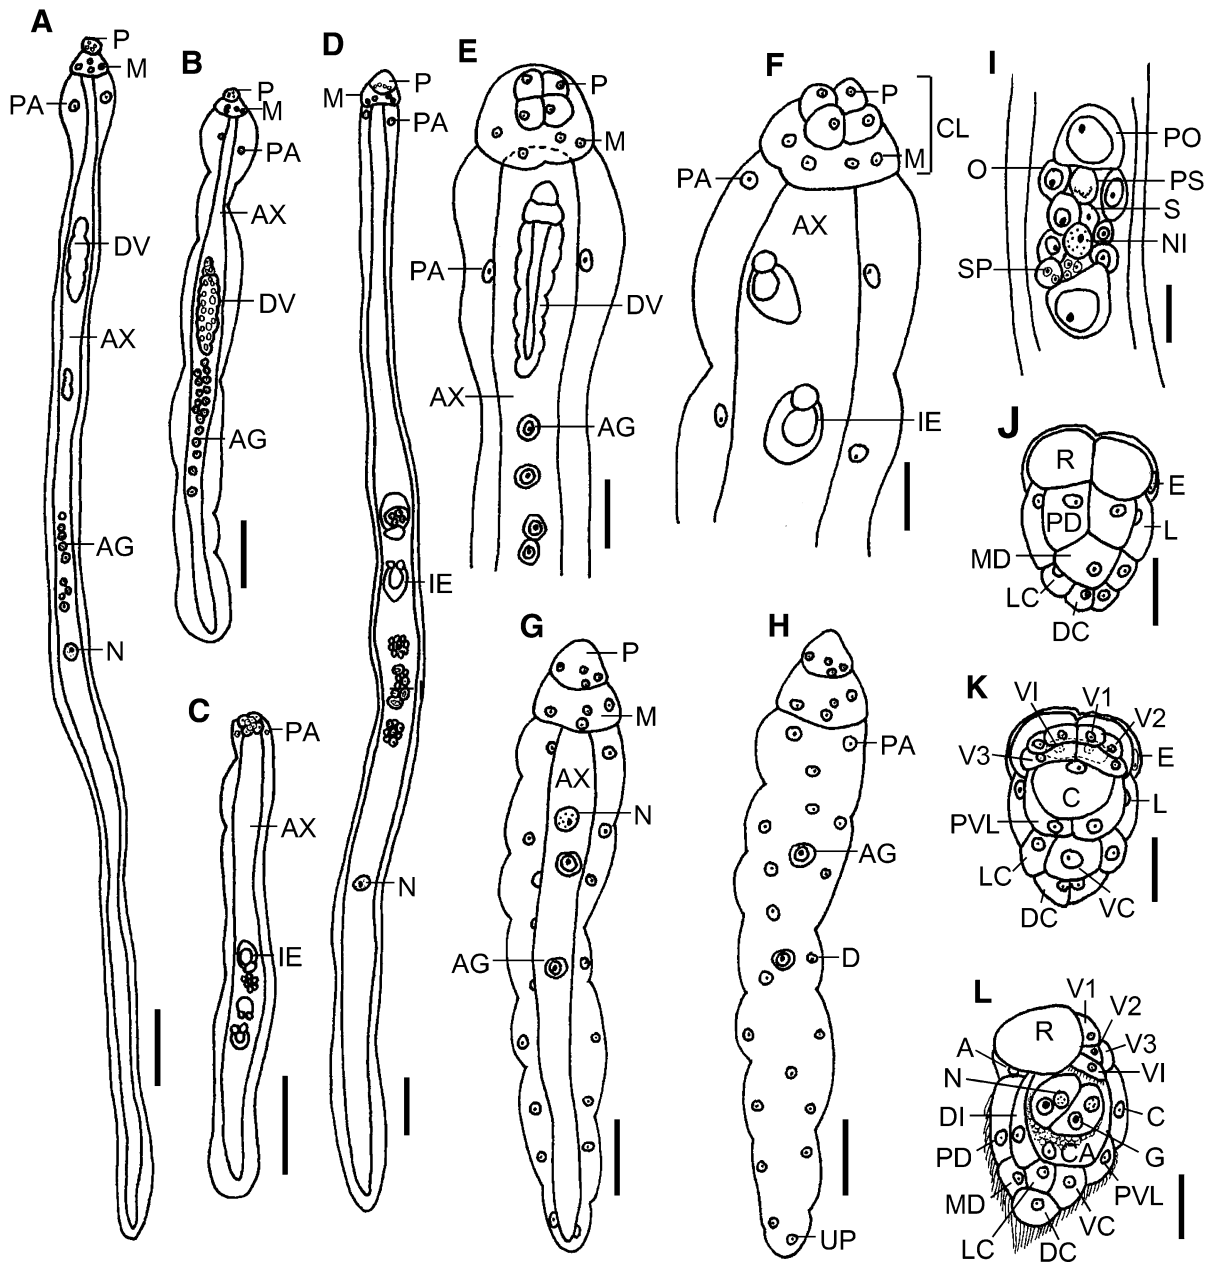 A
P
M
PA
DV
AX
AG
N
B
P
M
PA
AX
DV
AG
C
PA
AX
IE
D
P
M
PA
IE
I
N
E
P
M
PA
DV
AX
AG
F
P
CL
M
PA
AX
IE
G
P
M
AX
N
AG
H
PA
AG
D
UP
I
PO
O
PS
S
NI
SP
J
R
E
PD
L
MD
LC
DC
K
VI
V1
V2
V3
E
C
L
PVL
LC
DC
VC
L
V1
R
V2
A
V3
N
VI
DI
C
PD
CA
G
MD
PVL
LC
DC
VC